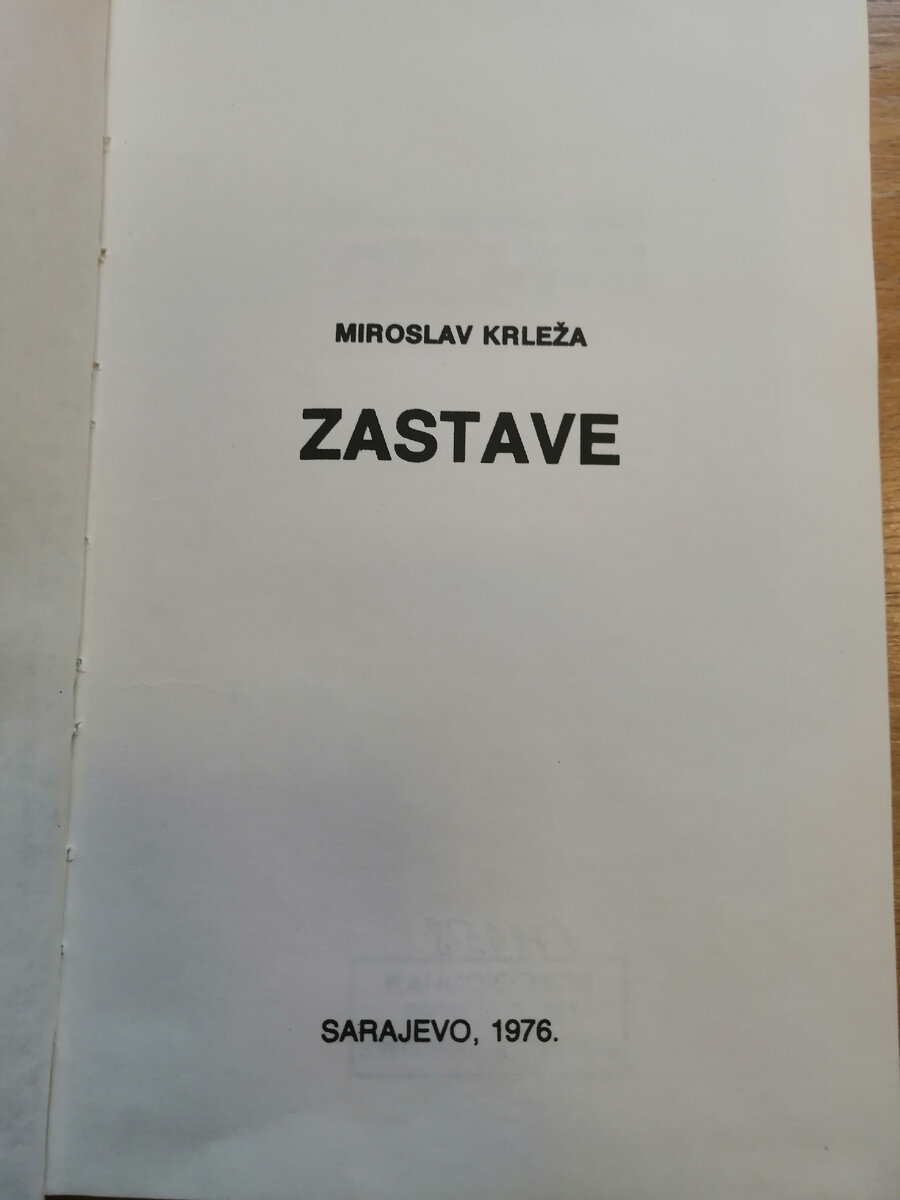 MIROSLAV KRLEŽA
ZASTAVE
SARAJEVO, 1976.